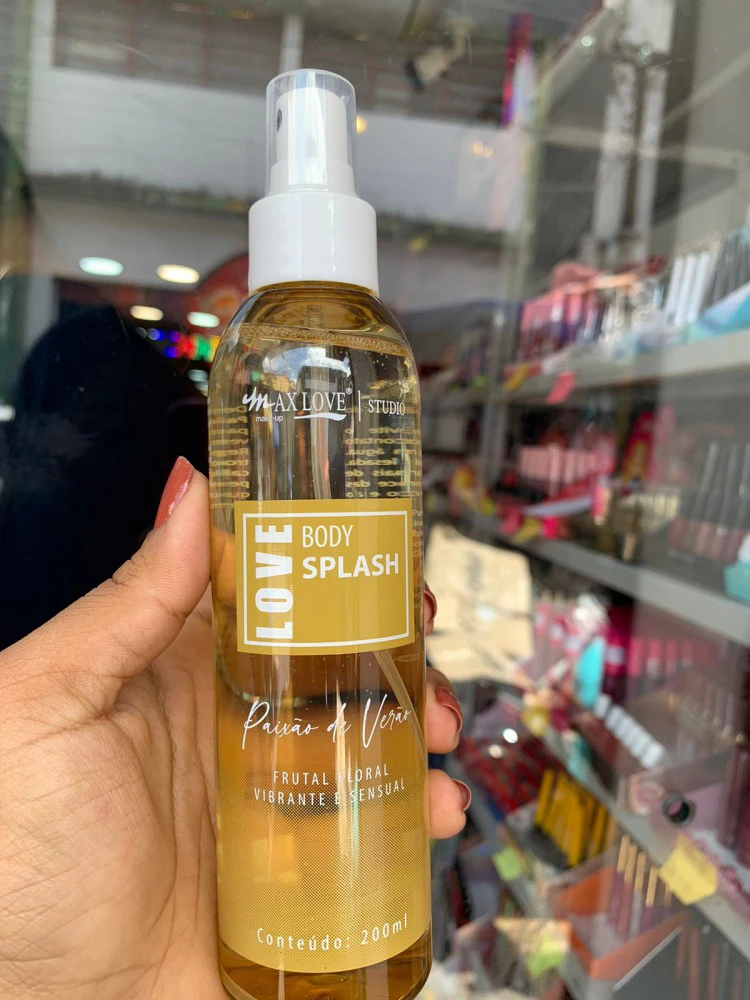 MAX LOVE® | STUDIO
make-up
LOVE
BODY
SPLASH
Paixão de Verão
FRUTAL FLORAL
VIBRANTE E SENSUAL
Conteúdo: 200ml